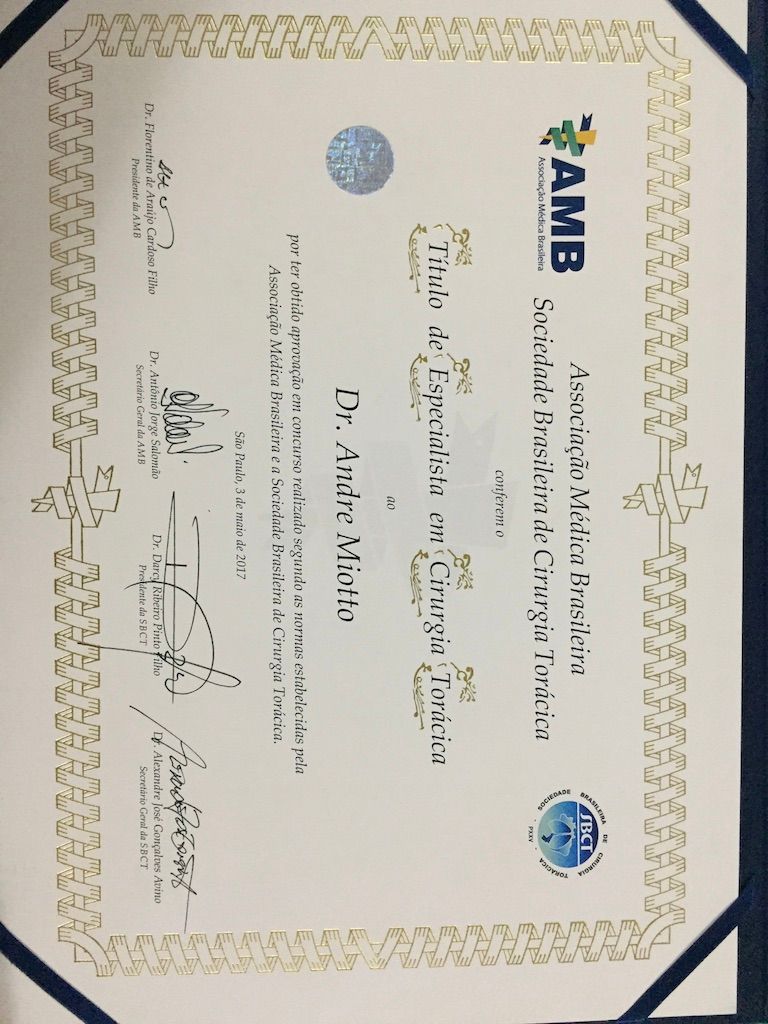 AMB
Associação Médica Brasileira
Associação Médica Brasileira
Sociedade Brasileira de Cirurgia Torácica
SOCIEDADE BRASILEIRA DE CIRURGIA TORÁCICA
SBCT
conferem o
Título de Especialista em Cirurgia Torácica
ao
Dr. Andre Miotto
por ter obtido aprovação em concurso realizado segundo as normas estabelecidas pela
Associação Médica Brasileira e a Sociedade Brasileira de Cirurgia Torácica.
São Paulo, 3 de maio de 2017
Dr. Florentino de Araújo Cardoso Filho
Presidente da AMB
Dr. Antônio Jorge Salomão
Secretário Geral da AMB
Dr. Darcy Ribeiro Pinto Filho
Presidente da SBCT
Dr. Alexandre José Gonçalves Avino
Secretário Geral da SBCT